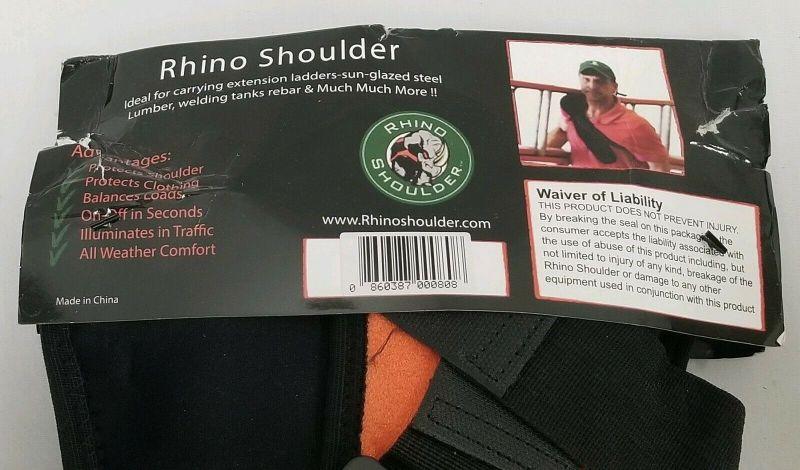 Rhino Shoulder
Ideal for carrying extension ladders-sun-glazed steel
Lumber, welding tanks rebar & Much Much More !!
Advantages:
Protects Shoulder
Protects Clothing
Balances Loads
On-Off in Seconds
Illuminates in Traffic
All Weather Comfort
Made in China
RHINO
SHOULDER
www.Rhinoshoulder.com
0 860387 000808
Waiver of Liability
THIS PRODUCT DOES NOT PREVENT INJURY.
By breaking the seal on this package the
consumer accepts the liability associated with
the use of abuse of this product including, but
not limited to injury of any kind, breakage of the
Rhino Shoulder or damage to any other
equipment used in conjunction with this product